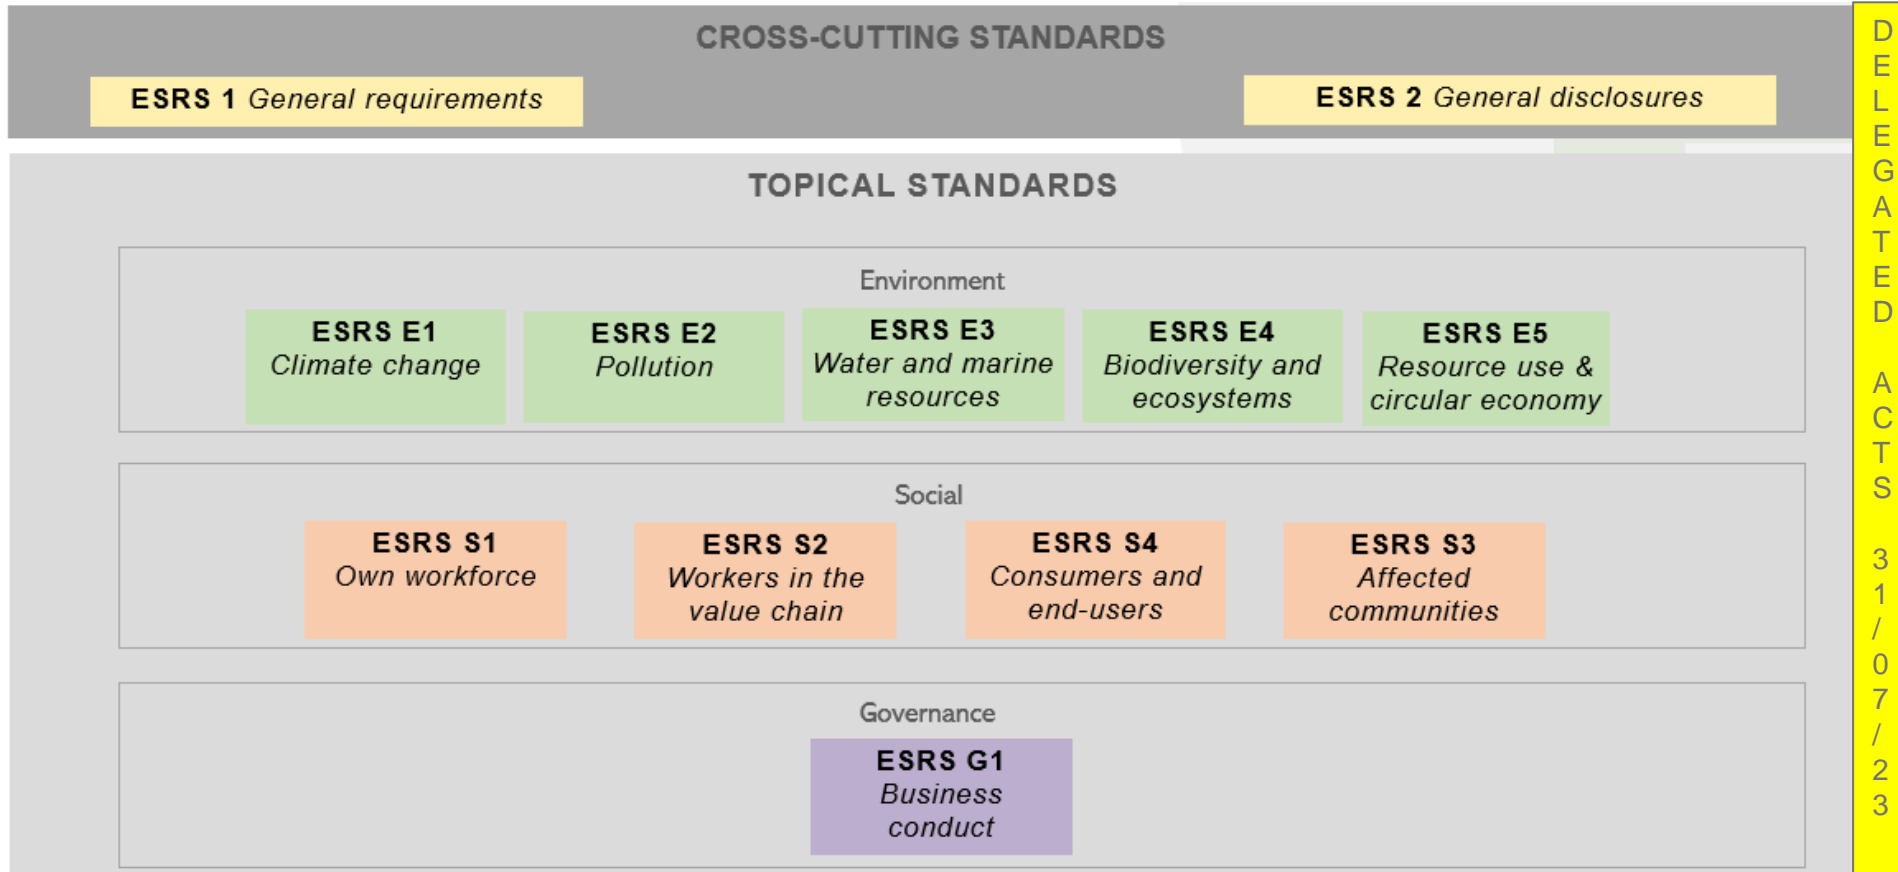 CROSS-CUTTING STANDARDS
ESRS 1 General requirements
ESRS 2 General disclosures
TOPICAL STANDARDS
Environment
ESRS E1
Climate change
ESRS E2
Pollution
ESRS E3
Water and marine
resources
ESRS E4
Biodiversity and
ecosystems
ESRS E5
Resource use &
circular economy
Social
ESRS S1
Own workforce
ESRS S2
Workers in the
value chain
ESRS S4
Consumers and
end-users
ESRS S3
Affected
communities
Governance
ESRS G1
Business
conduct
DELEGATED ACTS 31/07/23